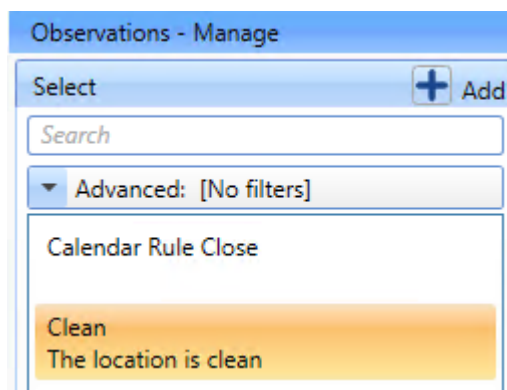 Observations - Manage
Select
Add
Search
Advanced: [No filters]
Calendar Rule Close
Clean
The location is clean